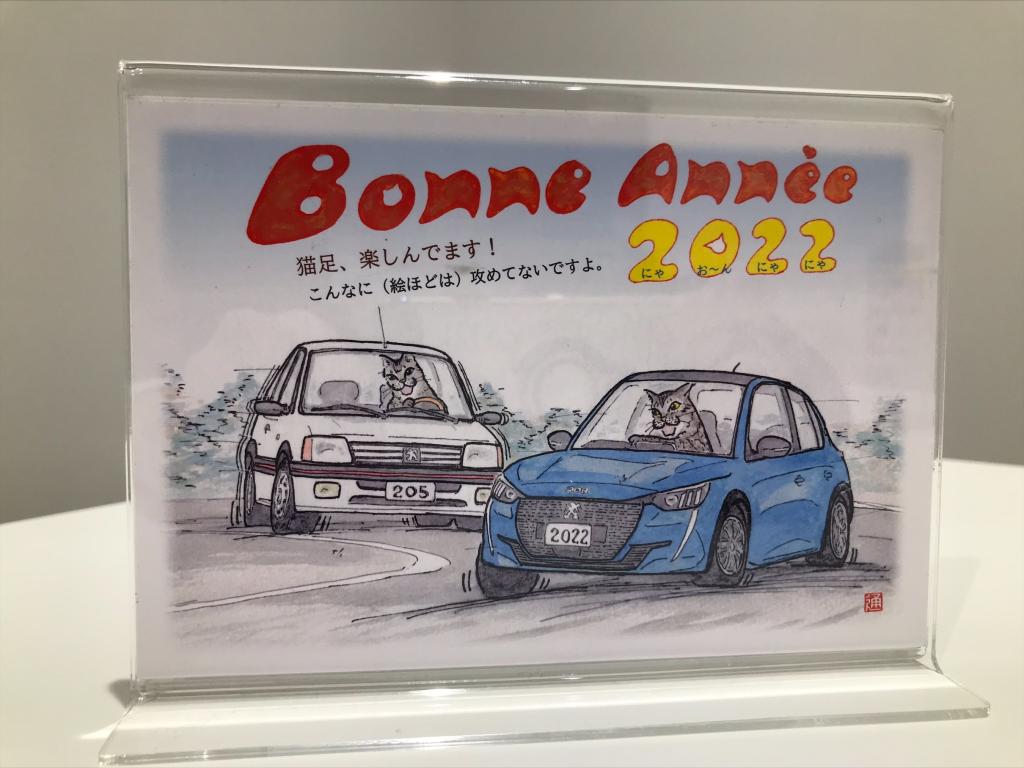 Bonne Année
2022
にゃ お～ん にゃ にゃ
猫足、楽しんでます！
こんなに（絵ほどは）攻めてないですよ。
205
2022
通